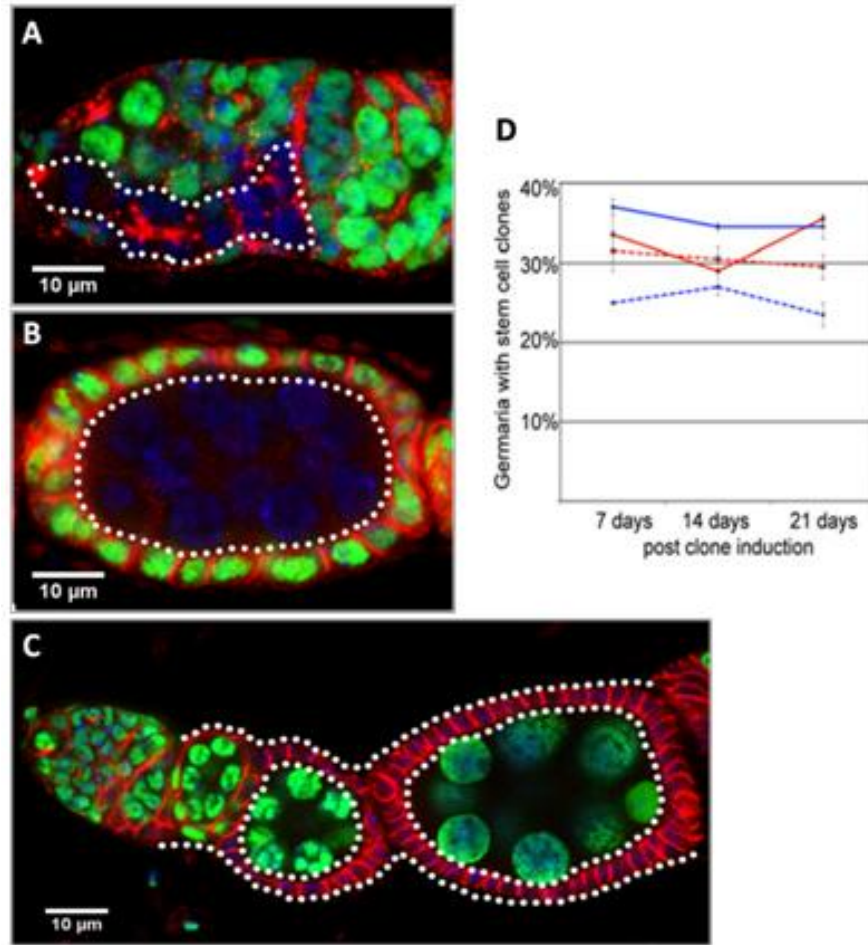 A
10 µm
B
10 µm
C
10 µm
D
Germaria with stem cell clones
40%
30%
20%
10%
7 days 14 days 21 days
post clone induction